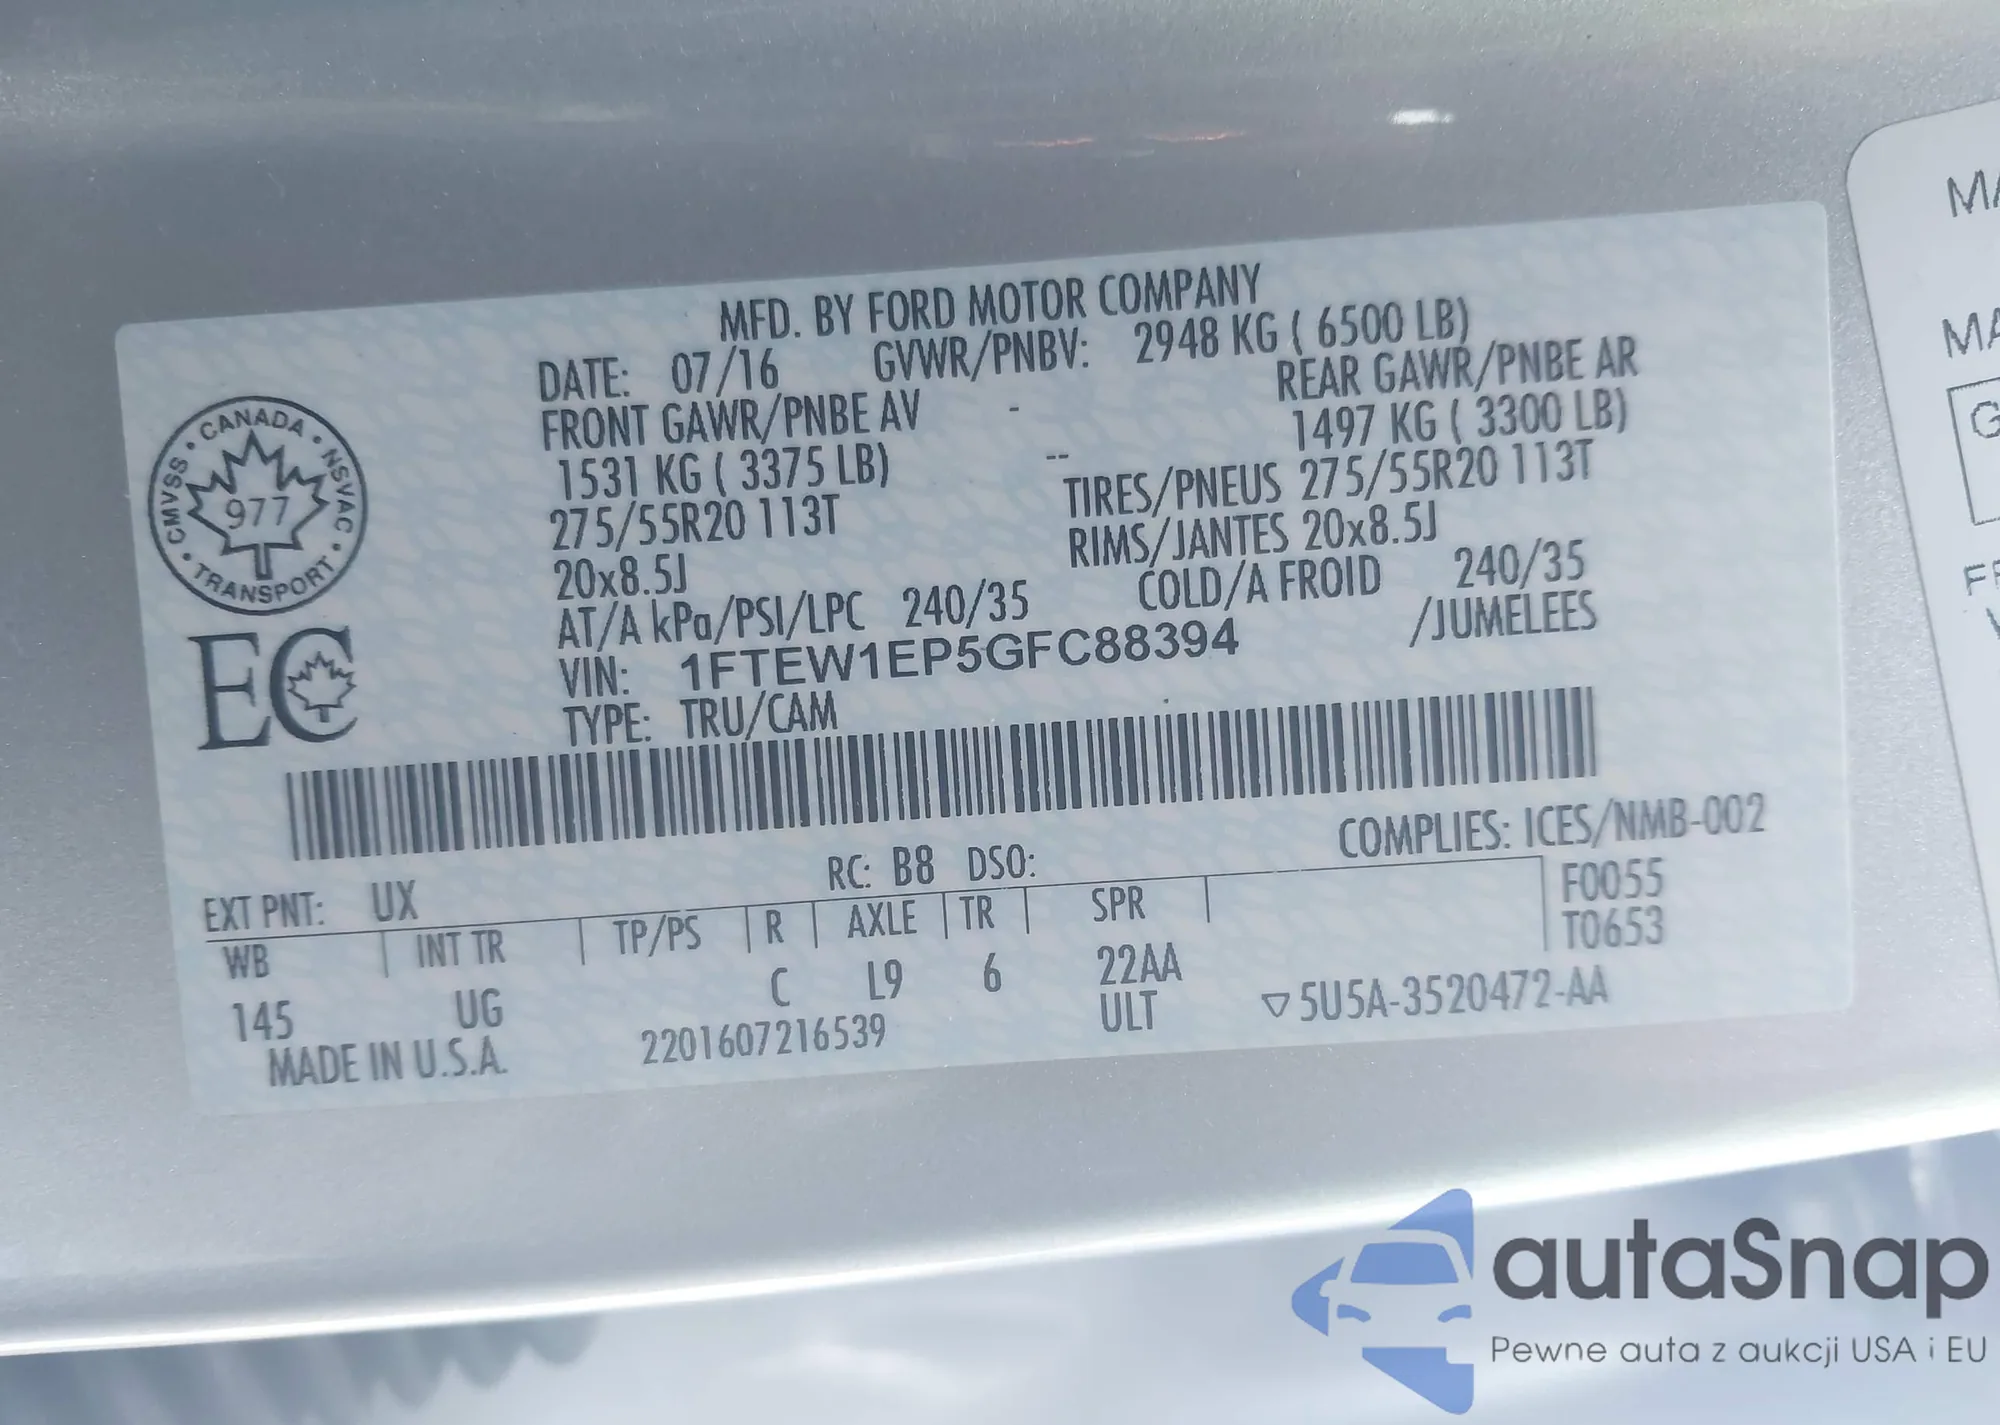 MFD. BY FORD MOTOR COMPANY
DATE: 07/16 GVWR/PNBV: 2948 KG ( 6500 LB)
FRONT GAWR/PNBE AV - REAR GAWR/PNBE AR
1531 KG ( 3375 LB) -- 1497 KG ( 3300 LB)
275/55R20 113T TIRES/PNEUS 275/55R20 113T
20x8.5J RIMS/JANTES 20x8.5J
AT/A kPa/PSI/LPC 240/35 COLD/A FROID 240/35
VIN: 1FTEW1EP5GFC88394 /JUMELEES
TYPE: TRU/CAM
CANADA
CMVSS • NSVAC
977
TRANSPORT
EC
RC: B8 DSO: COMPLIES: ICES/NMB-002
EXT PNT: UX F0055
WB INT TR TP/PS R AXLE TR SPR T0653
145 UG C L9 6 22AA
ULT ▽5U5A-3520472-AA
MADE IN U.S.A. 2201607216539
MA
MA
G
autaSnap
Pewne auta z aukcji USA i EU